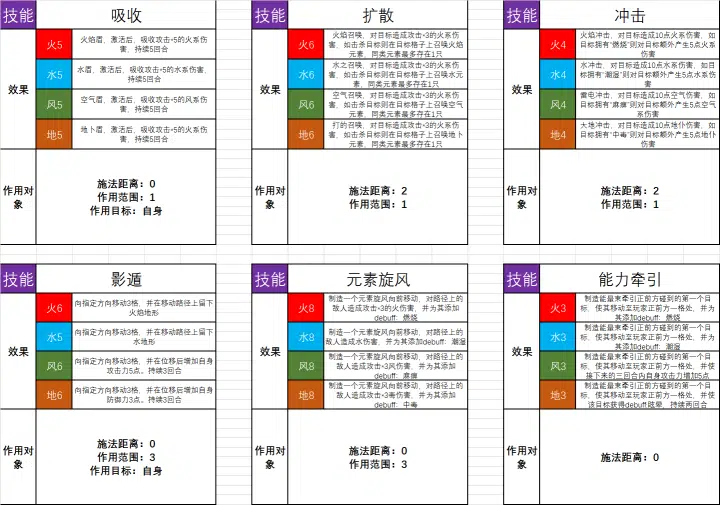 技能
吸收
效果
火5
火焰盾，激活后，吸收攻击*5的火系伤
害，持续5回合
水5
水盾，激活后，吸收攻击*5的水系伤害，
持续5回合
风5
空气盾，激活后，吸收攻击*5的风系伤
害，持续5回合
地5
地卜盾，激活后，吸收攻击*5的火系伤
害，持续5回合
作用对
象
施法距离：0
作用范围：1
作用目标：自身
技能
扩散
效果
火6
火焰召唤，对目标造成攻击*3的火系伤
害，如击杀目标则在目标格子上召唤火焰
元素，同类元素最多存在1只
水6
水之召唤，对目标造成攻击*3的火系伤
害，如击杀目标则在目标格子上召唤水元
素，同类元素最多存在1只
风6
空气召唤，对目标造成攻击*3的火系伤
害，如击杀目标则在目标格子上召唤空气
元素，同类元素最多存在1只
地6
打的召唤，对目标造成攻击*3的火系伤
害，如击杀目标则在目标格子上召唤地卜
元素，同类元素最多存在1只
作用对
象
施法距离：2
作用范围：1
技能
冲击
效果
火4
火焰冲击，对目标造成10点火系伤害，如
目标拥有“燃烧”则对目标额外产生5点火系
伤害
水4
水冲击，对目标造成10点水系伤害，如目
标拥有“潮湿”则对目标额外产生5点水系伤
害
风4
雷电冲击，对目标造成10点空气伤害，如
目标拥有“麻痹”则对目标额外产生5点空气
系伤害
地4
大地冲击，对目标造成10点地仆伤害，如
目标拥有“中毒”则对目标额外产生5点地仆
伤害
作用对
象
施法距离：2
作用范围：1
技能
影遁
效果
火6
向指定方向移动3格，并在移动路径上留下
火焰地形
水5
向指定方向移动3格，并在移动路径上留下
水地形
风6
向指定方向移动3格，并在位移后增加自身
攻击力5点。持续3回合
地6
向指定方向移动3格，并在位移后增加自身
防御力3点。持续3回合
作用对
象
施法距离：0
作用范围：3
作用目标：自身
技能
元素旋风
效果
火8
制造一个元素旋风向前移动，对路径上的
敌人造成攻击*3的火伤害，并为其添加
debuff：燃烧
水8
制造一个元素旋风向前移动，对路径上的
敌人造成水伤害，并为其添加debuff：潮湿
风8
制造一个元素旋风向前移动，对路径上的
敌人造成攻击*3风伤害，并为其添加
debuff：麻痹
地8
制造一个元素旋风向前移动，对路径上的
敌人造成攻击*3毒伤害，并为其添加
debuff：中毒
作用对
象
施法距离：0
作用范围：3
技能
能力牵引
效果
火3
制造能量束牵引正前方碰到的第一个目
标，使其移动至玩家正前方一格处，并为
其添加debuff：燃烧
水3
制造能量束牵引正前方碰到的第一个目
标，使其移动至玩家正前方一格处，并为
其添加debuff：潮湿
风3
制造能量束牵引正前方碰到的第一个目
标，使其移动至玩家正前方一格处，并使
接下来的三回合内自身攻击力增加5点
地3
制造能量束牵引正前方碰到的第一个目
标，使其移动至玩家正前方一格处，并使
该目标获得debuff:眩晕，持续两回合
作用对
象
施法距离：0